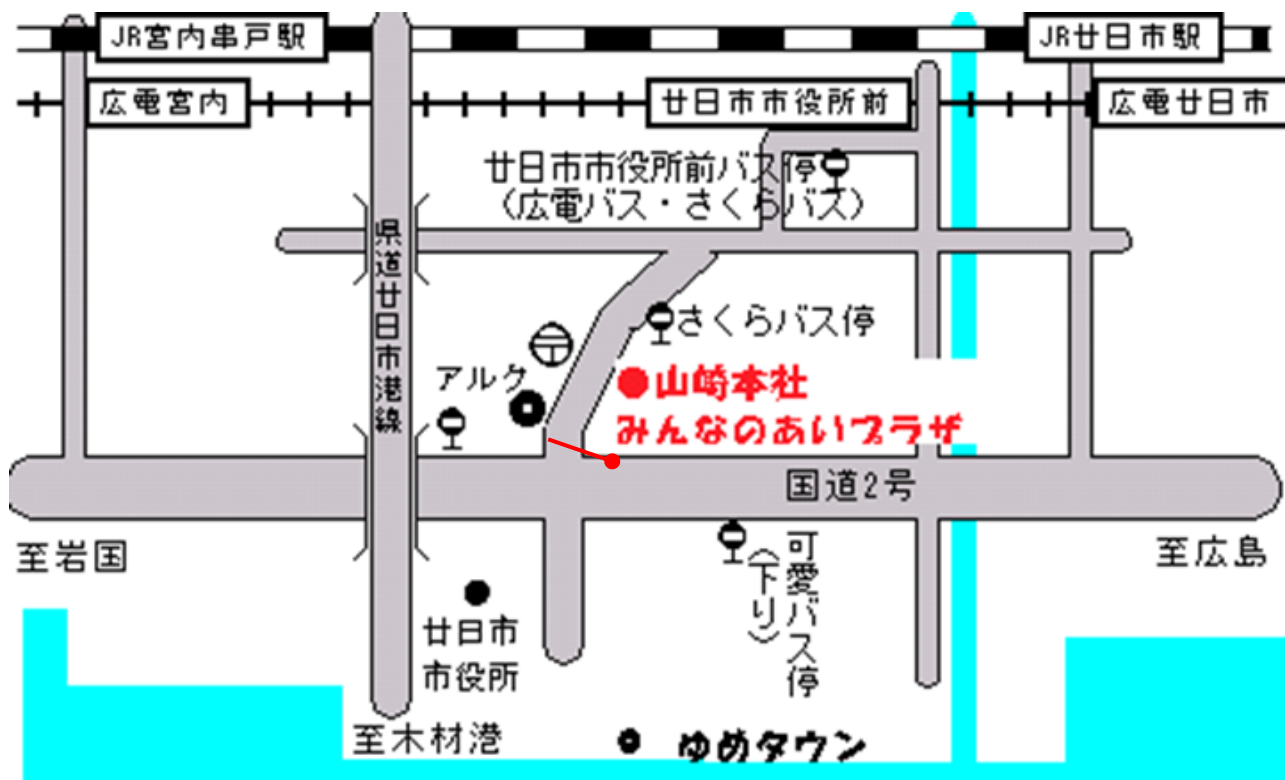 JR宮内串戸駅
JR廿日市駅
広電宮内
廿日市市役所前
広電廿日市
廿日市市役所前バス停
（広電バス・さくらバス）
県道廿日市港線
さくらバス停
アルク
山崎本社
みんなのあいプラザ
国道2号
至岩国
至広島
可愛バス停
（下り）
廿日市
市役所
至木材港
ゆめタウン